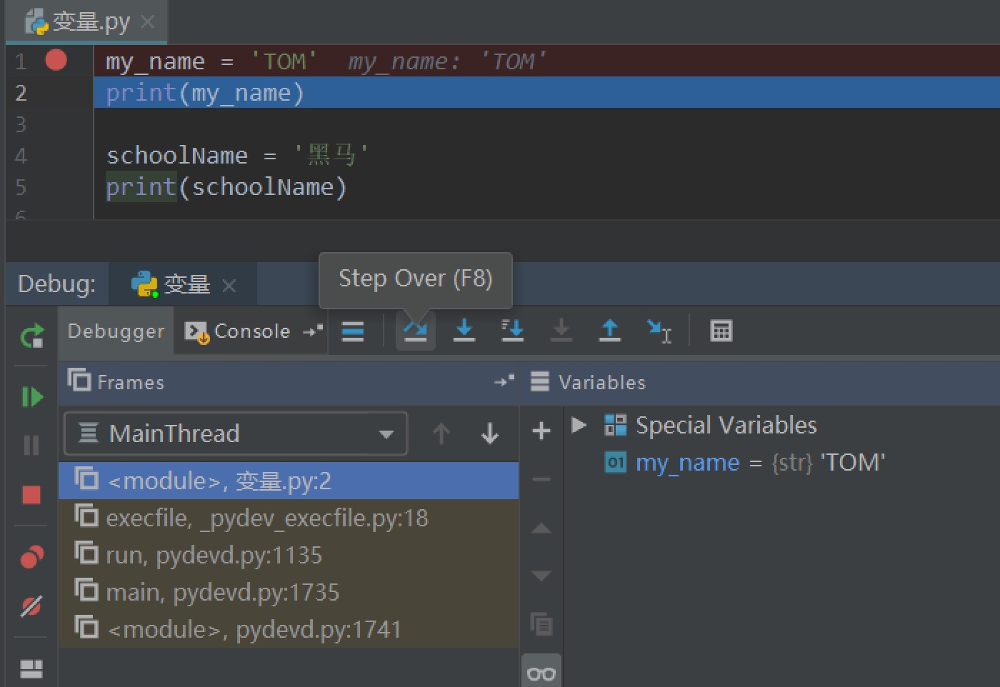 变量.py
1 my_name = 'TOM' my_name: 'TOM'
2 print(my_name)
3
4 schoolName = '黑马'
5 print(schoolName)
6
Step Over (F8)
Debug: 变量
Debugger Console
Frames
Variables
MainThread
Special Variables
my_name = {str} 'TOM'
<module>, 变量.py:2
execfile, _pydev_execfile.py:18
run, pydevd.py:1135
main, pydevd.py:1735
<module>, pydevd.py:1741